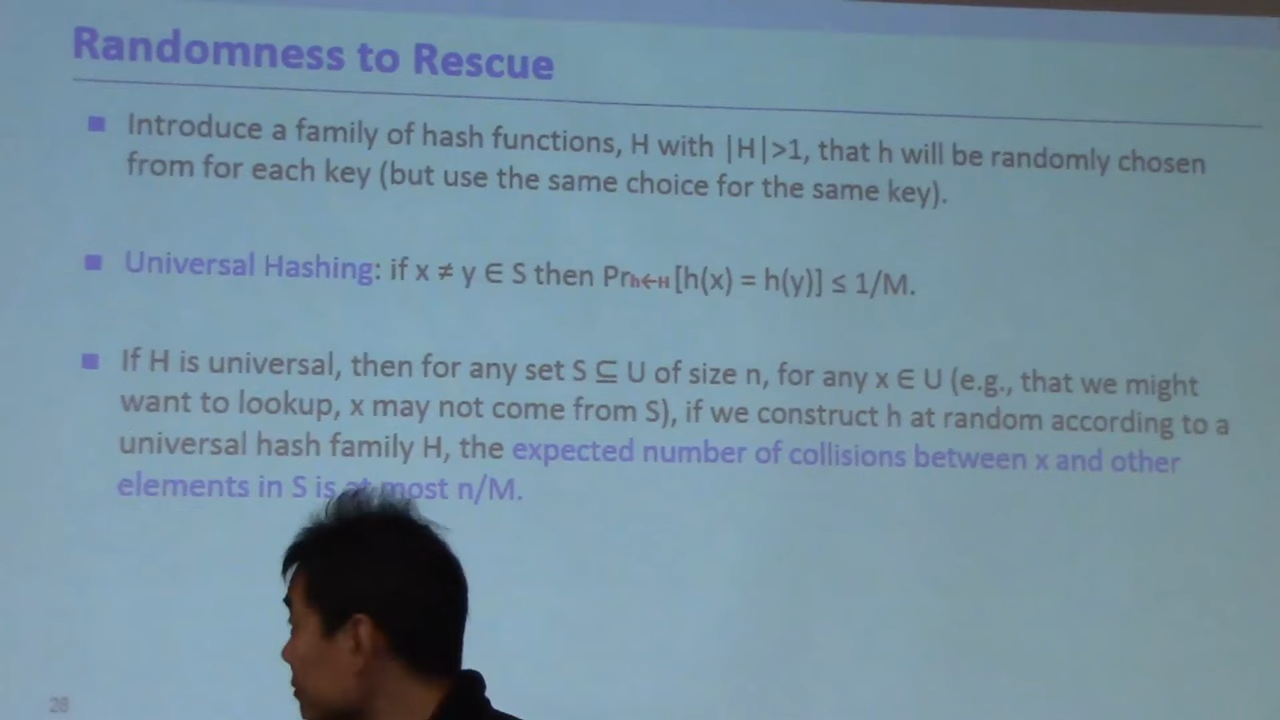 Randomness to Rescue
Introduce a family of hash functions, H with |H|>1, that h will be randomly chosen
from for each key (but use the same choice for the same key).
Universal Hashing: if x ≠ y ∈ S then Pr h←H [h(x) = h(y)] ≤ 1/M.
If H is universal, then for any set S ⊆ U of size n, for any x ∈ U (e.g., that we might
want to lookup, x may not come from S), if we construct h at random according to a
universal hash family H, the expected number of collisions between x and other
elements in S is at most n/M.